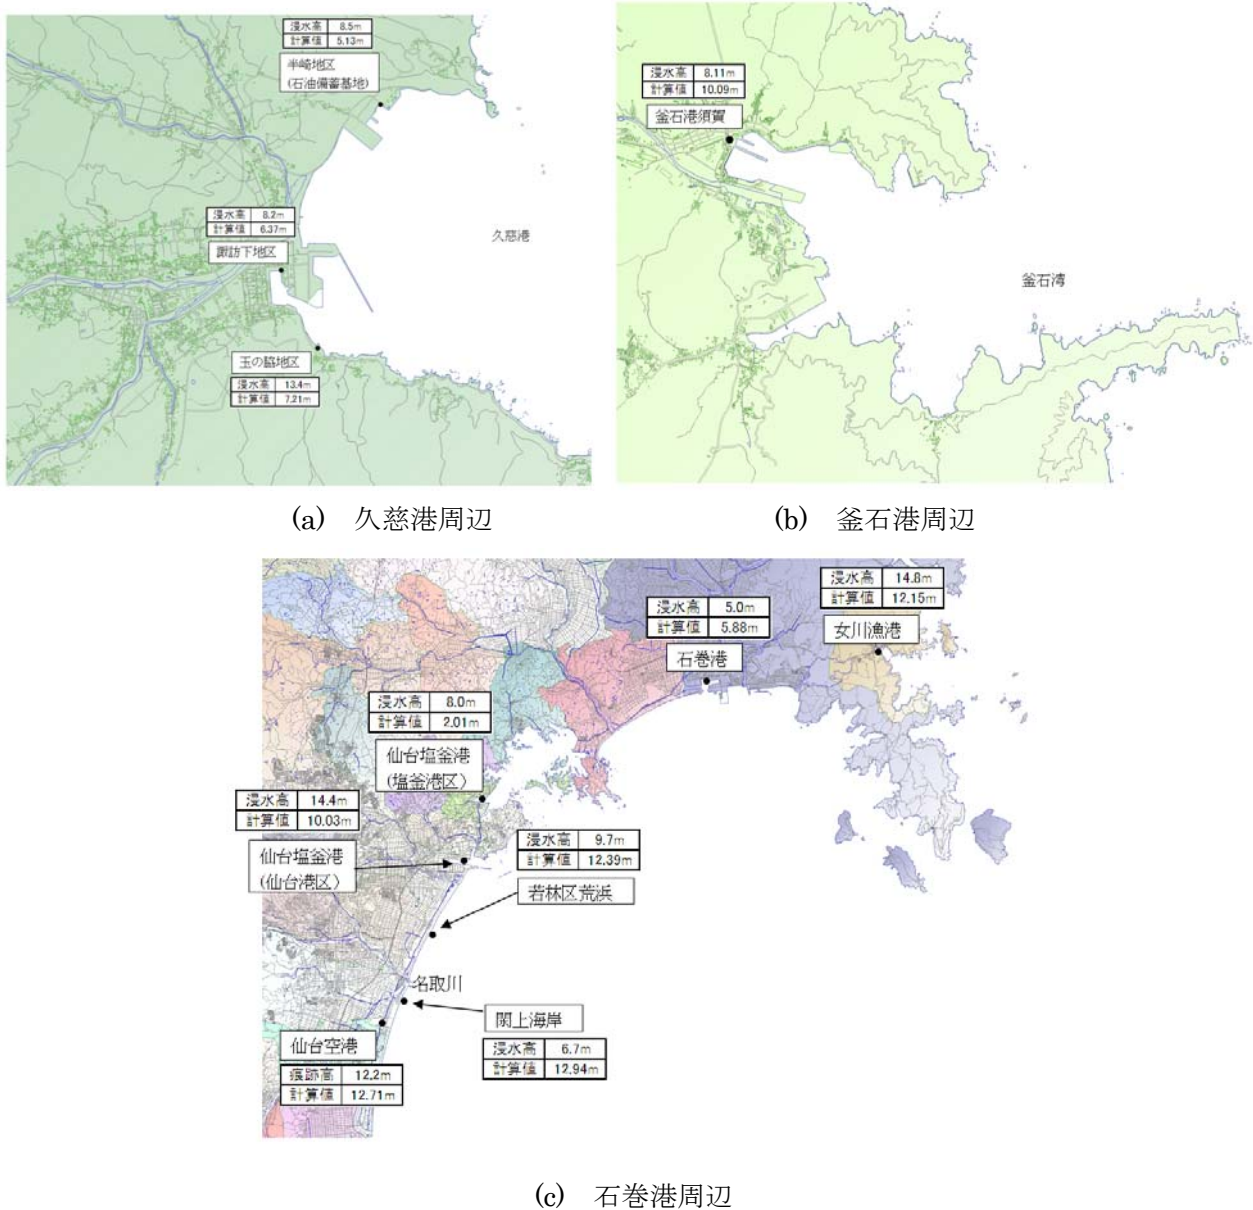 浸水高 8.5m
計算値 5.13m
半崎地区
(石油備蓄基地)
浸水高 8.2m
計算値 6.37m
諏訪下地区
久慈港
玉の脇地区
浸水高 13.4m
計算値 7.21m
(a) 久慈港周辺
浸水高 8.11m
計算値 10.09m
釜石港須賀
釜石湾
(b) 釜石港周辺
浸水高 14.8m
計算値 12.15m
女川漁港
浸水高 5.0m
計算値 5.88m
石巻港
浸水高 8.0m
計算値 2.01m
仙台塩釜港
(塩釜港区)
浸水高 14.4m
計算値 10.03m
仙台塩釜港
(仙台港区)
浸水高 9.7m
計算値 12.39m
若林区荒浜
名取川
閖上海岸
浸水高 6.7m
計算値 12.94m
仙台空港
痕跡高 12.2m
計算値 12.71m
(c) 石巻港周辺